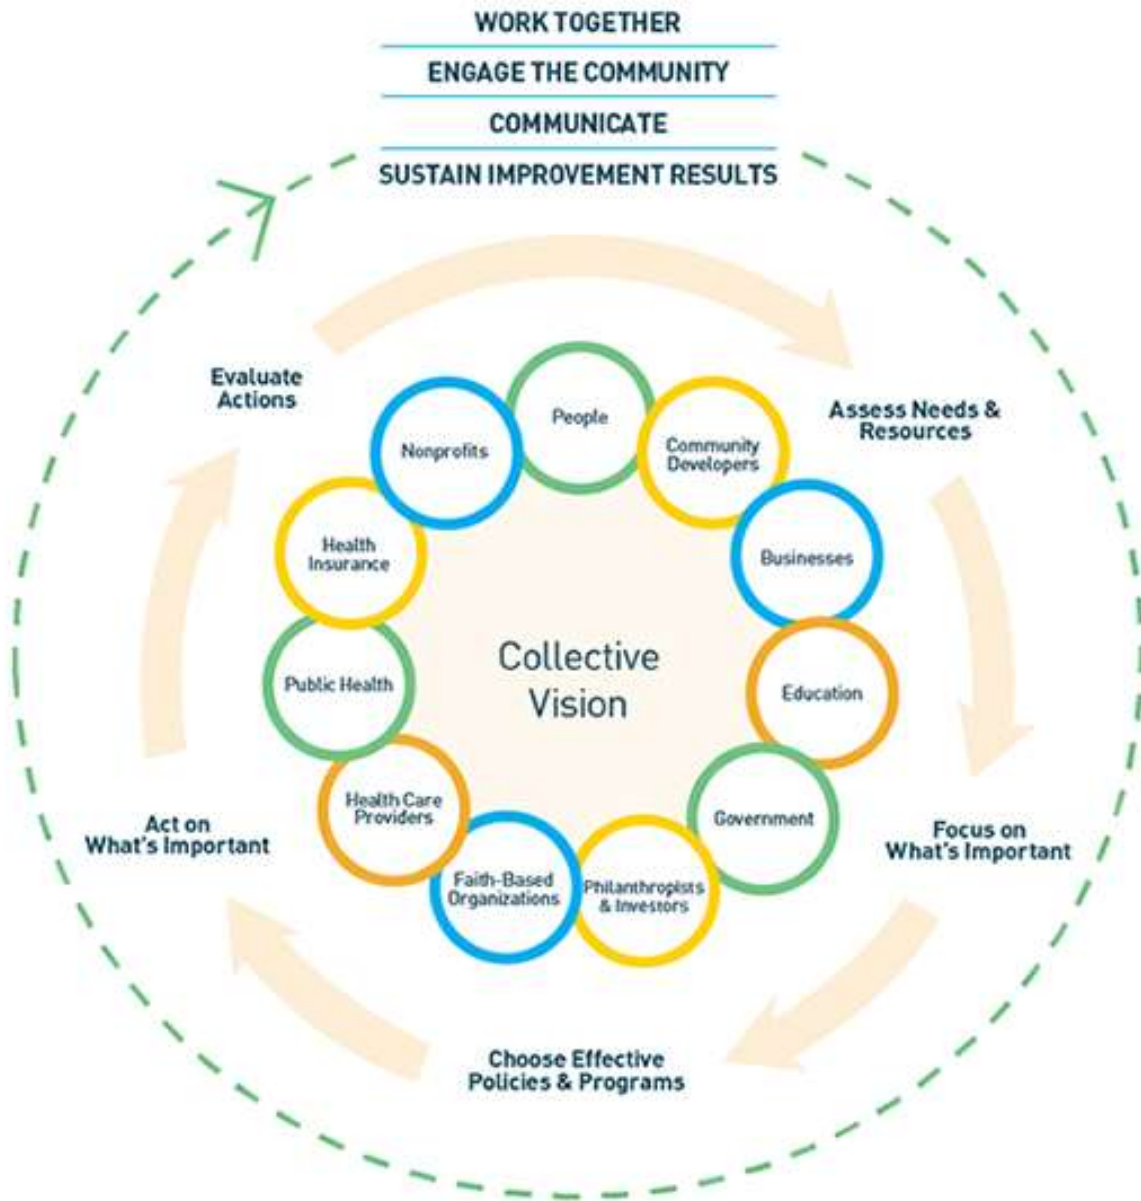 WORK TOGETHER
ENGAGE THE COMMUNITY
COMMUNICATE
SUSTAIN IMPROVEMENT RESULTS
Evaluate
Actions
Assess Needs &
Resources
Focus on
What's Important
Choose Effective
Policies & Programs
Act on
What's Important
People
Community
Developers
Businesses
Education
Government
Philanthropists
& Investors
Faith-Based
Organizations
Health Care
Providers
Public Health
Health
Insurance
Nonprofits
Collective
Vision